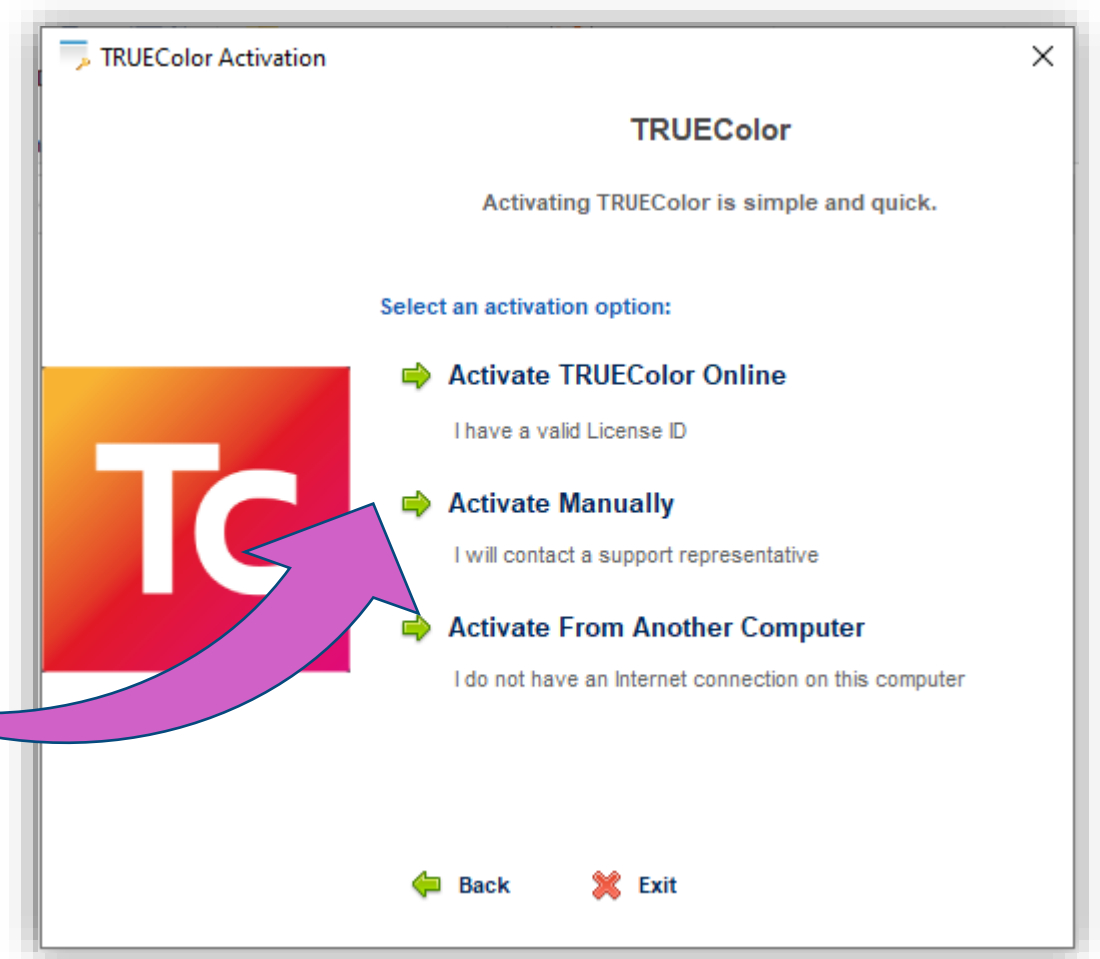 TRUEColor Activation
TRUEColor
Activating TRUEColor is simple and quick.
Select an activation option:
Activate TRUEColor Online
I have a valid License ID
Tc
Activate Manually
I will contact a support representative
Activate From Another Computer
I do not have an Internet connection on this computer
Back Exit